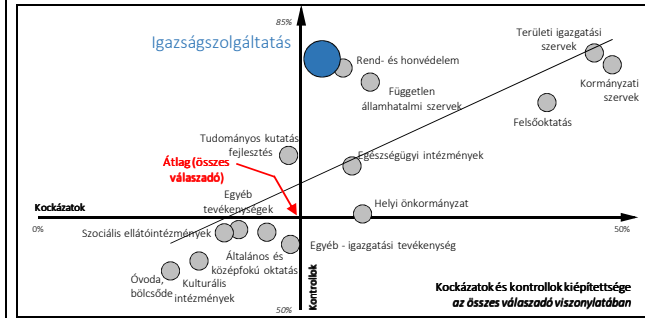 85%
Igazságszolgáltatás
Területi igazgatási
szervek
Rend- és honvédelem
Kormányzati
szervek
Független
államhatalmi szervek
Felsőoktatás
Tudományos kutatás
fejlesztés
Egészségügyi intézmények
Átlag (összes
válaszadó)
Egyéb
tevékenységek
Helyi önkormányzat
Kockázatok
0%
50%
Szociális ellátóintézmények
Egyéb - igazgatási tevékenység
Általános és
középfokú oktatás
Óvoda,
bölcsőde
Kulturális
intézmények
Kontrollok
Kockázatok és kontrollok kiépítettsége
az összes válaszadó viszonylatában
50%